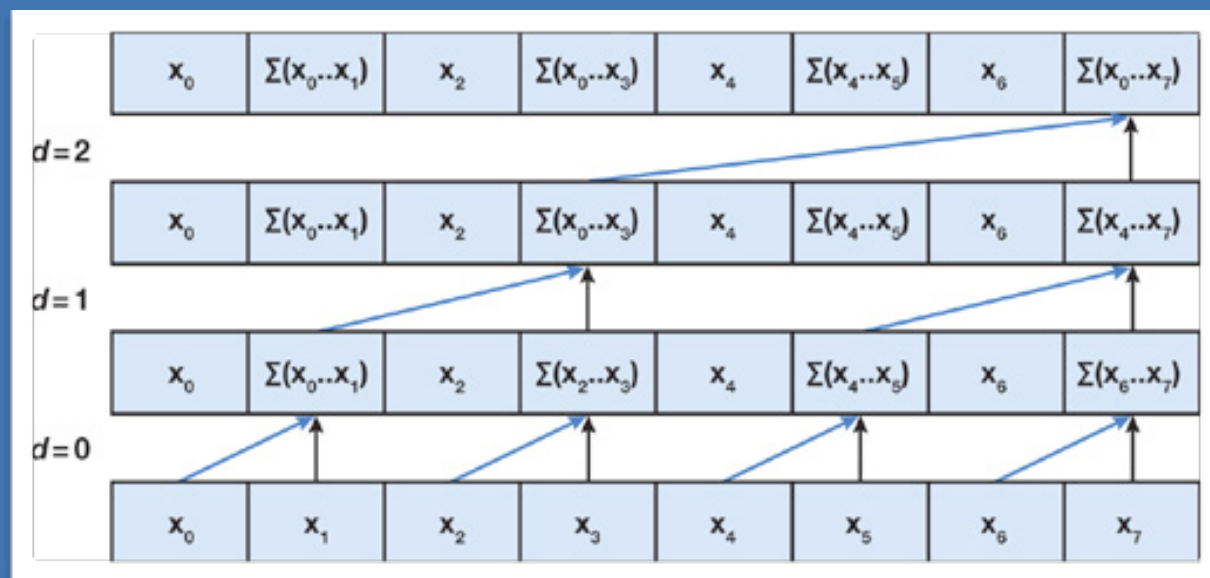 x₀ Σ(x₀..x₁) x₂ Σ(x₀..x₃) x₄ Σ(x₄..x₅) x₆ Σ(x₀..x₇)
d=2
x₀ Σ(x₀..x₁) x₂ Σ(x₀..x₃) x₄ Σ(x₄..x₅) x₆ Σ(x₄..x₇)
d=1
x₀ Σ(x₀..x₁) x₂ Σ(x₂..x₃) x₄ Σ(x₄..x₅) x₆ Σ(x₆..x₇)
d=0
x₀ x₁ x₂ x₃ x₄ x₅ x₆ x₇